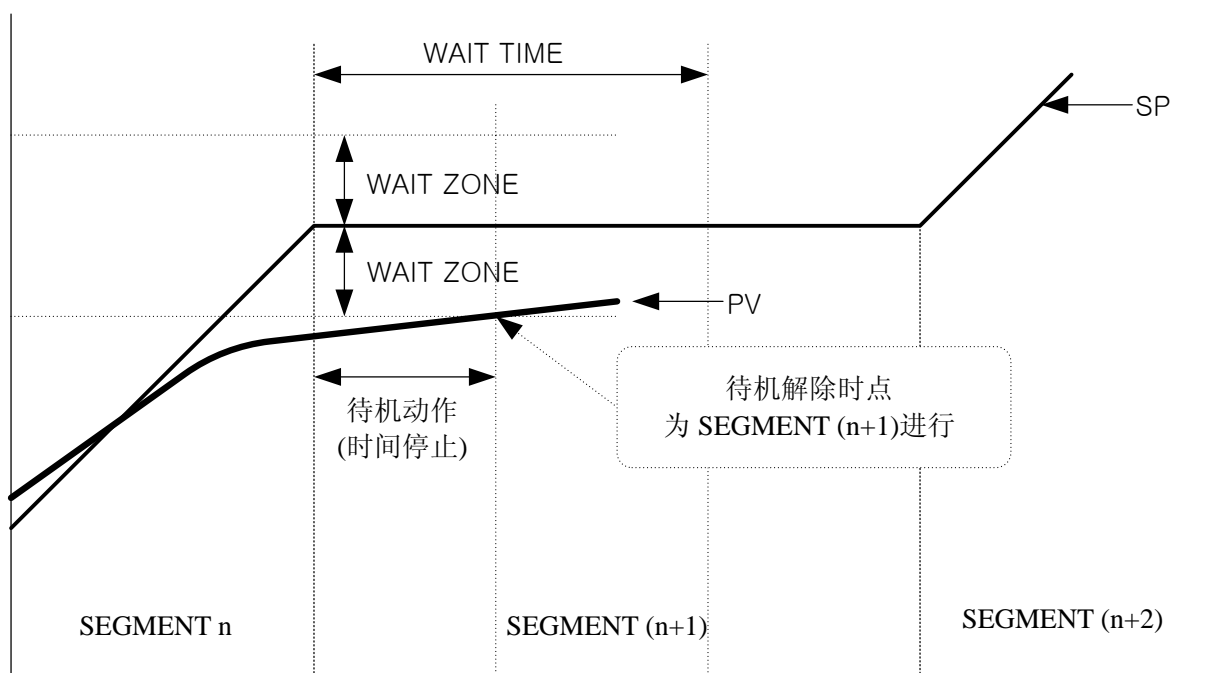 WAIT TIME
SP
WAIT ZONE
WAIT ZONE
PV
待机解除时点
为 SEGMENT (n+1)进行
待机动作
(时间停止)
SEGMENT n
SEGMENT (n+1)
SEGMENT (n+2)